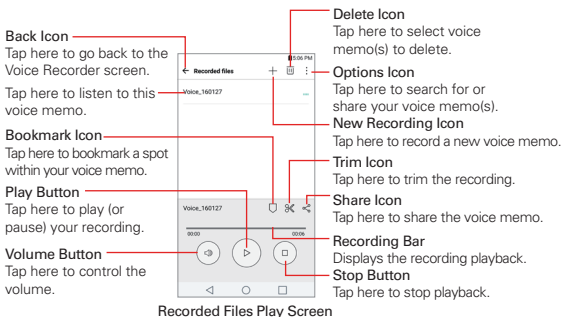 Back Icon
Tap here to go back to the
Voice Recorder screen.
Tap here to listen to this
voice memo.
Bookmark Icon
Tap here to bookmark a spot
within your voice memo.
Play Button
Tap here to play (or
pause) your recording.
Volume Button
Tap here to control the
volume.
5:06 PM
Recorded files
Voice_160127
Voice_160127
00:00
00:06
Delete Icon
Tap here to select voice
memo(s) to delete.
Options Icon
Tap here to search for or
share your voice memo(s).
New Recording Icon
Tap here to record a new voice memo.
Trim Icon
Tap here to trim the recording.
Share Icon
Tap here to share the voice memo.
Recording Bar
Displays the recording playback.
Stop Button
Tap here to stop playback.
Recorded Files Play Screen